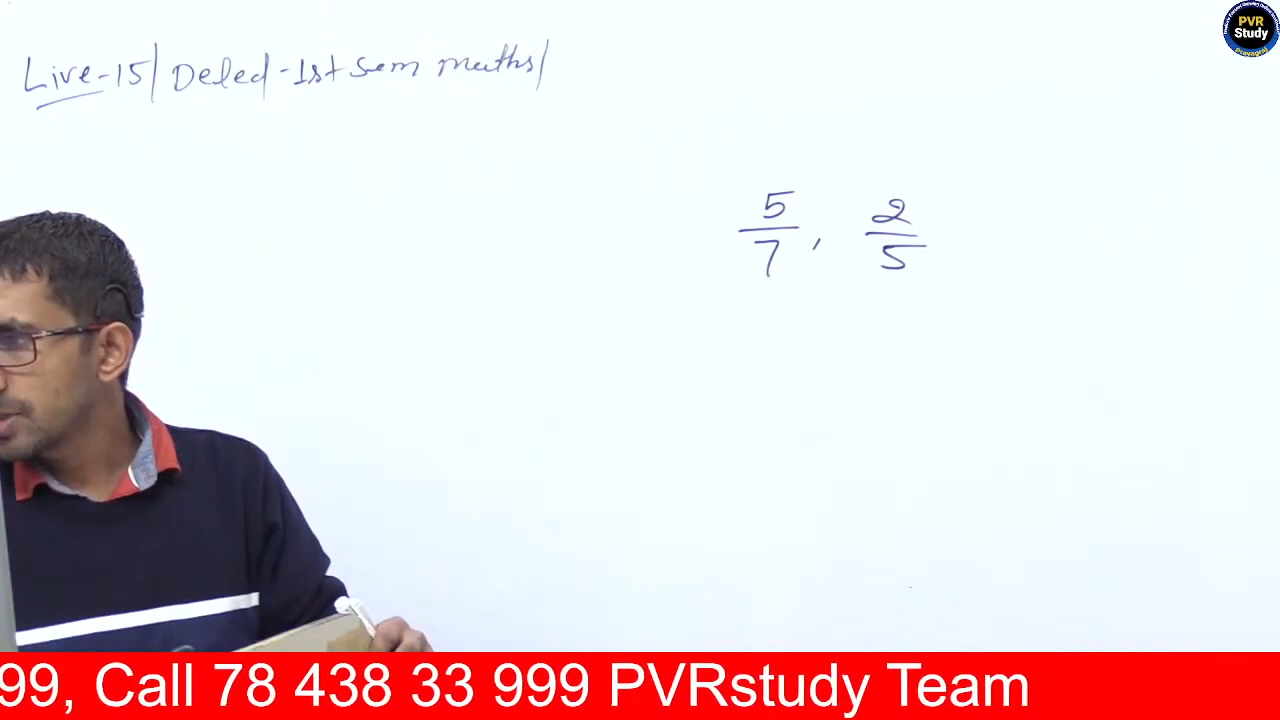 Live-15/ Deled-1st sem maths/
PVR
Study
Prayagraj
5/7, 2/5
99, Call 78 438 33 999 PVRstudy Team